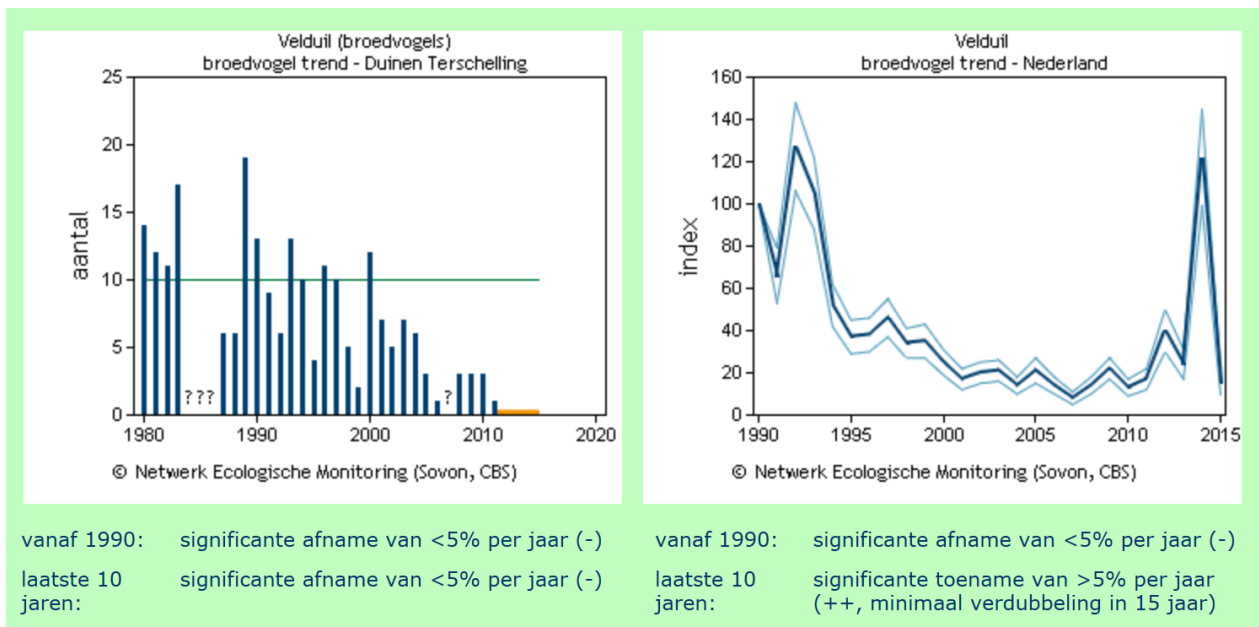 Velduil (broedvogels)
broedvogel trend - Duinen Terschelling
25
20
15
10
5
0
aantal
???
?
1980
1990
2000
2010
2020
© Netwerk Ecologische Monitoring (Sovon, CBS)
Velduil
broedvogel trend - Nederland
160
140
120
100
80
60
40
20
0
index
1990
1995
2000
2005
2010
2015
© Netwerk Ecologische Monitoring (Sovon, CBS)
vanaf 1990: significante afname van <5% per jaar (-)
laatste 10 significante afname van <5% per jaar (-)
jaren:
vanaf 1990: significante afname van <5% per jaar (-)
laatste 10 significante toename van >5% per jaar
jaren: (++, minimaal verdubbeling in 15 jaar)